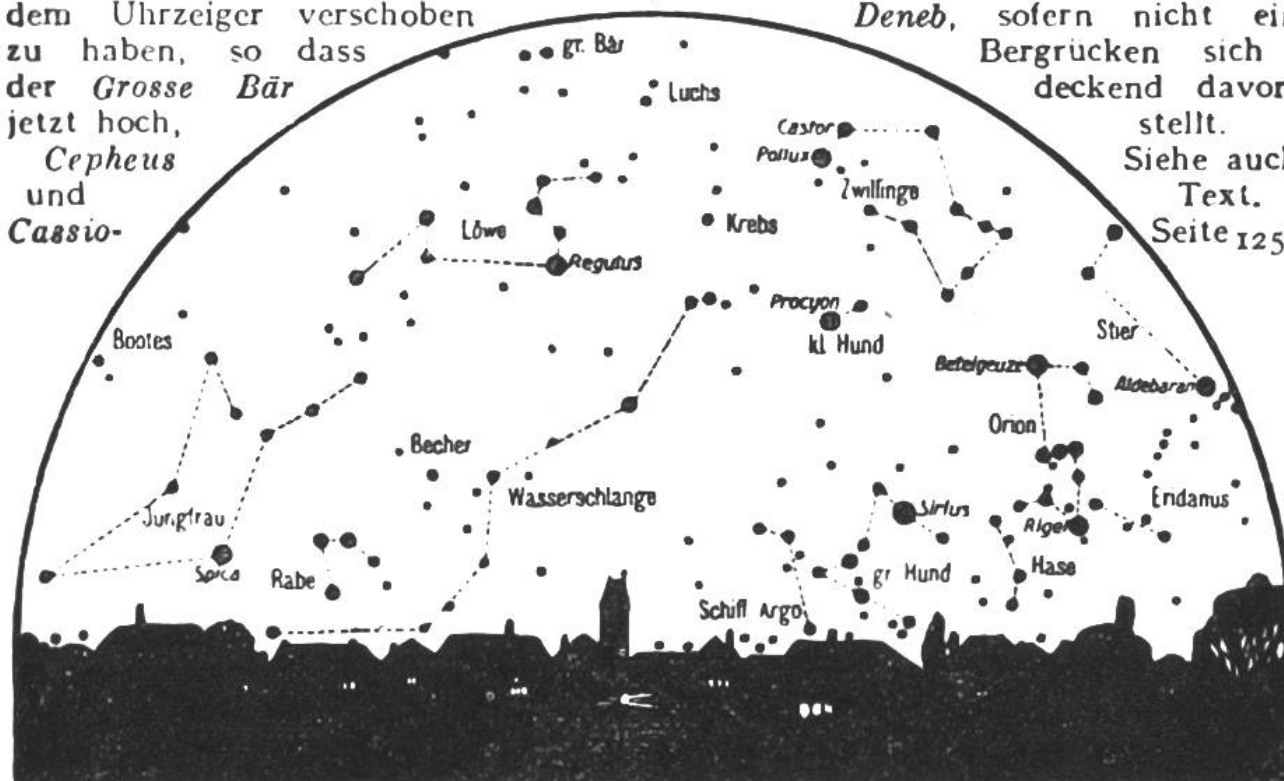 dem Uhrzeiger verschoben
zu haben, so dass
der Grosse Bär
jetzt hoch,
Cepheus
und
Cassio-
Deneb, sofern nicht ein
Bergrücken sich
deckend davor
stellt.
Siehe auch
Text.
Seite 125
gr. Bär
Luchs
Castor
Pollux
Zwillinge
Löwe
Krebs
Regulus
Procyon
kl Hund
Bootes
Stier
Beteigeuze
Aldebaran
Orion
Becher
Wasserschlange
Jungfrau
Sirius
Eridanus
Rigel
Spica
Rabe
gr Hund
Hase
Schiff Argo